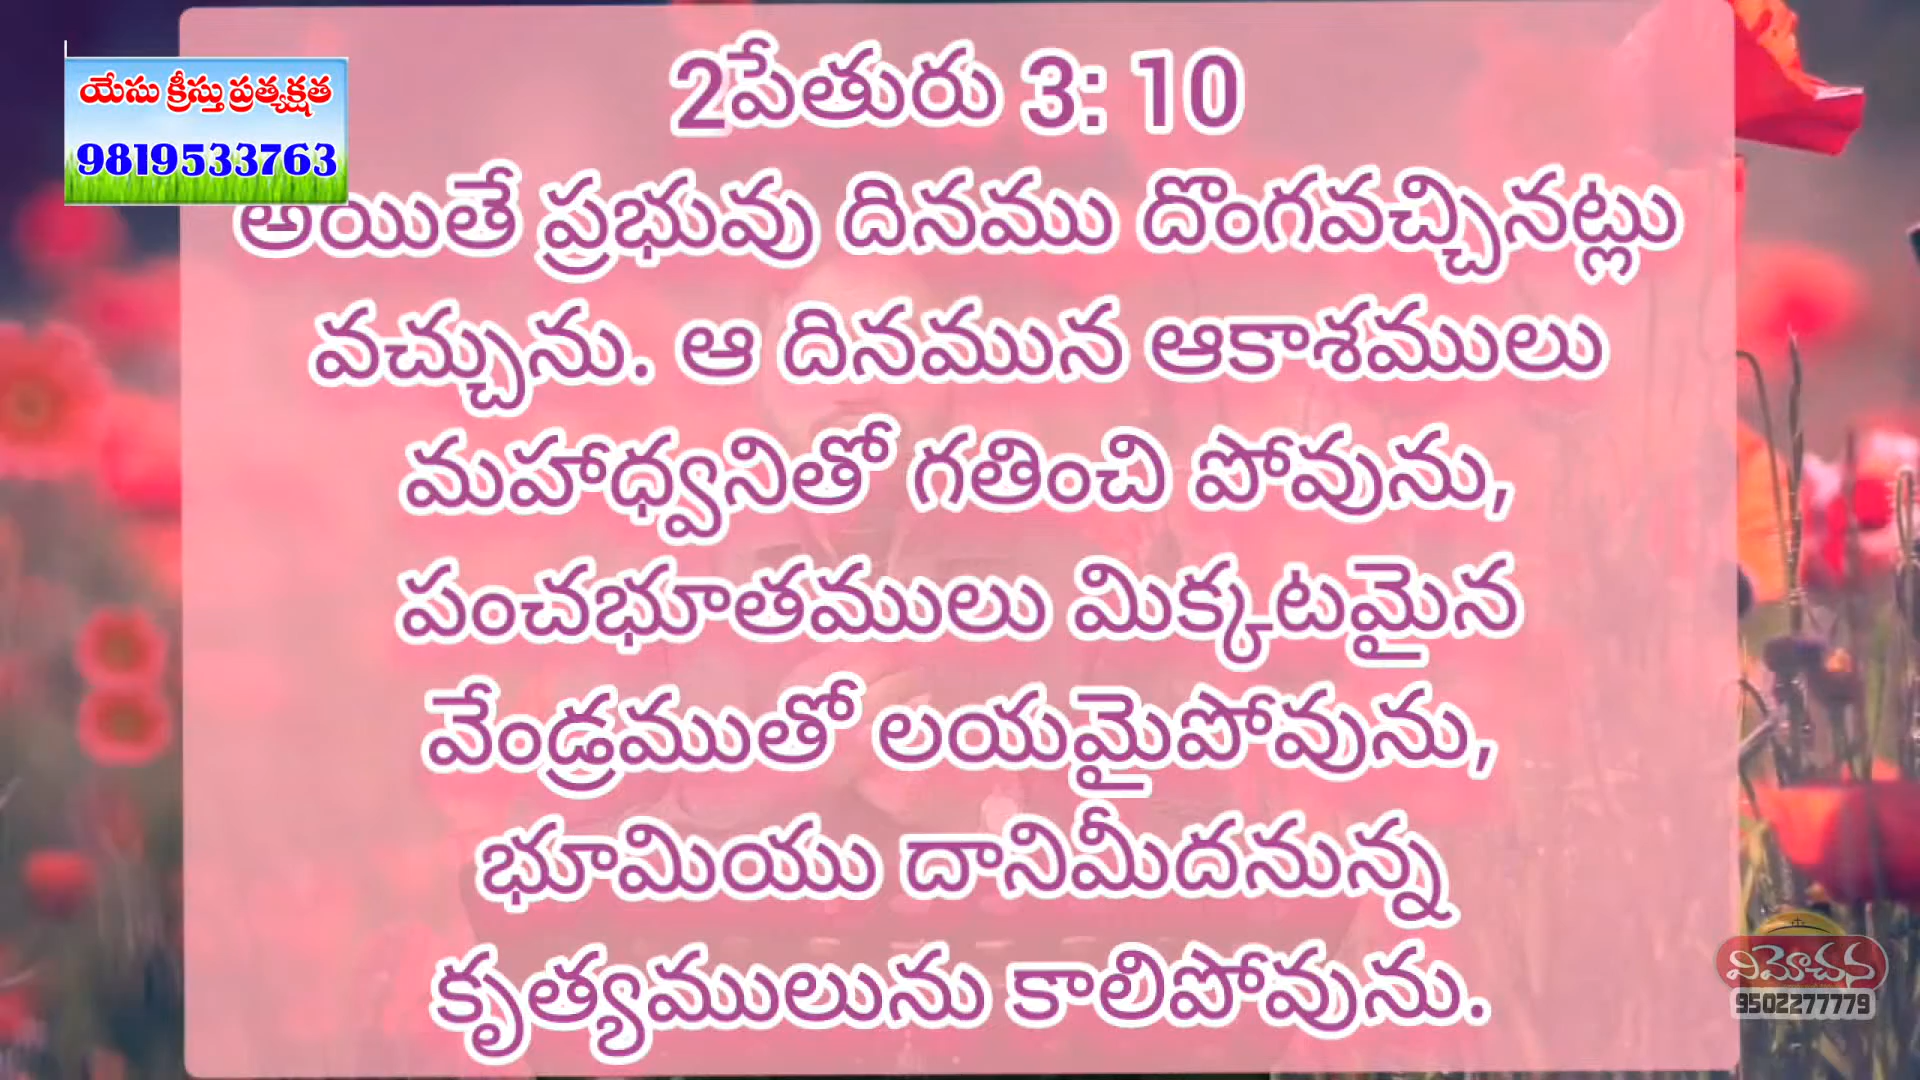 యేసు క్రీస్తు ప్రత్యక్షత
9819533763
2పేతురు 3: 10
అయితే ప్రభువు దినము దొంగవచ్చినట్లు
వచ్చును. ఆ దినమున ఆకాశములు
మహాధ్వనితో గతించి పోవును,
పంచభూతములు మిక్కటమైన
వేండ్రముతో లయమైపోవును,
భూమియు దానిమీదనున్న
కృత్యములును కాలిపోవును.
విమోచన
9502277779